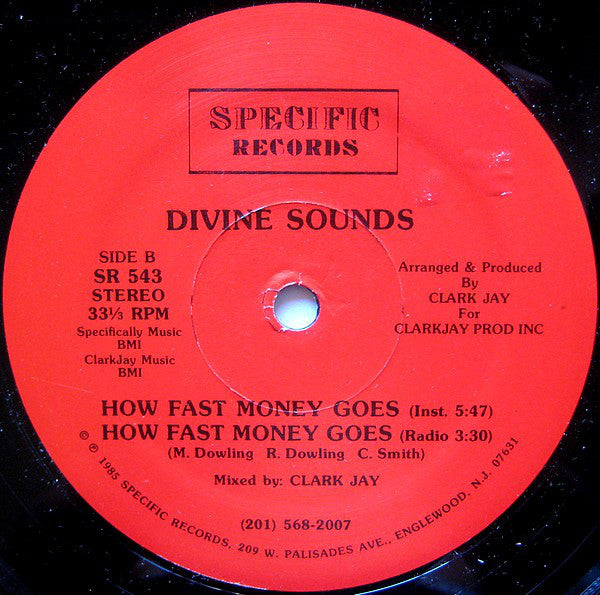 SPECIFIC
RECORDS
DIVINE SOUNDS
SIDE B
SR 543
STEREO
33⅓ RPM
Specifically Music
BMI
ClarkJay Music
BMI
Arranged & Produced
By
CLARK JAY
For
CLARKJAY PROD INC
HOW FAST MONEY GOES (Inst. 5:47)
HOW FAST MONEY GOES (Radio 3:30)
(M. Dowling R. Dowling C. Smith)
Mixed by: CLARK JAY
(201) 568-2007
© ℗ 1985 SPECIFIC RECORDS, 209 W. PALISADES AVE., ENGLEWOOD, N.J. 07631